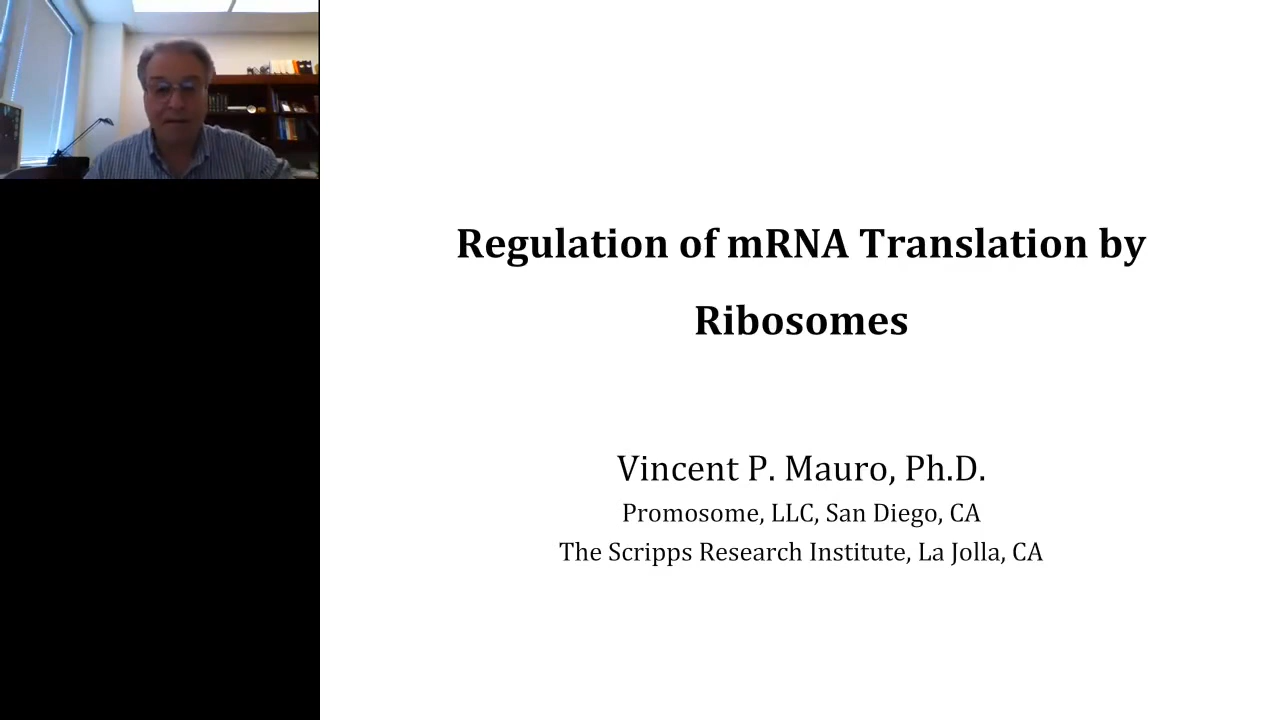 Regulation of mRNA Translation by
Ribosomes
Vincent P. Mauro, Ph.D.
Promosome, LLC, San Diego, CA
The Scripps Research Institute, La Jolla, CA